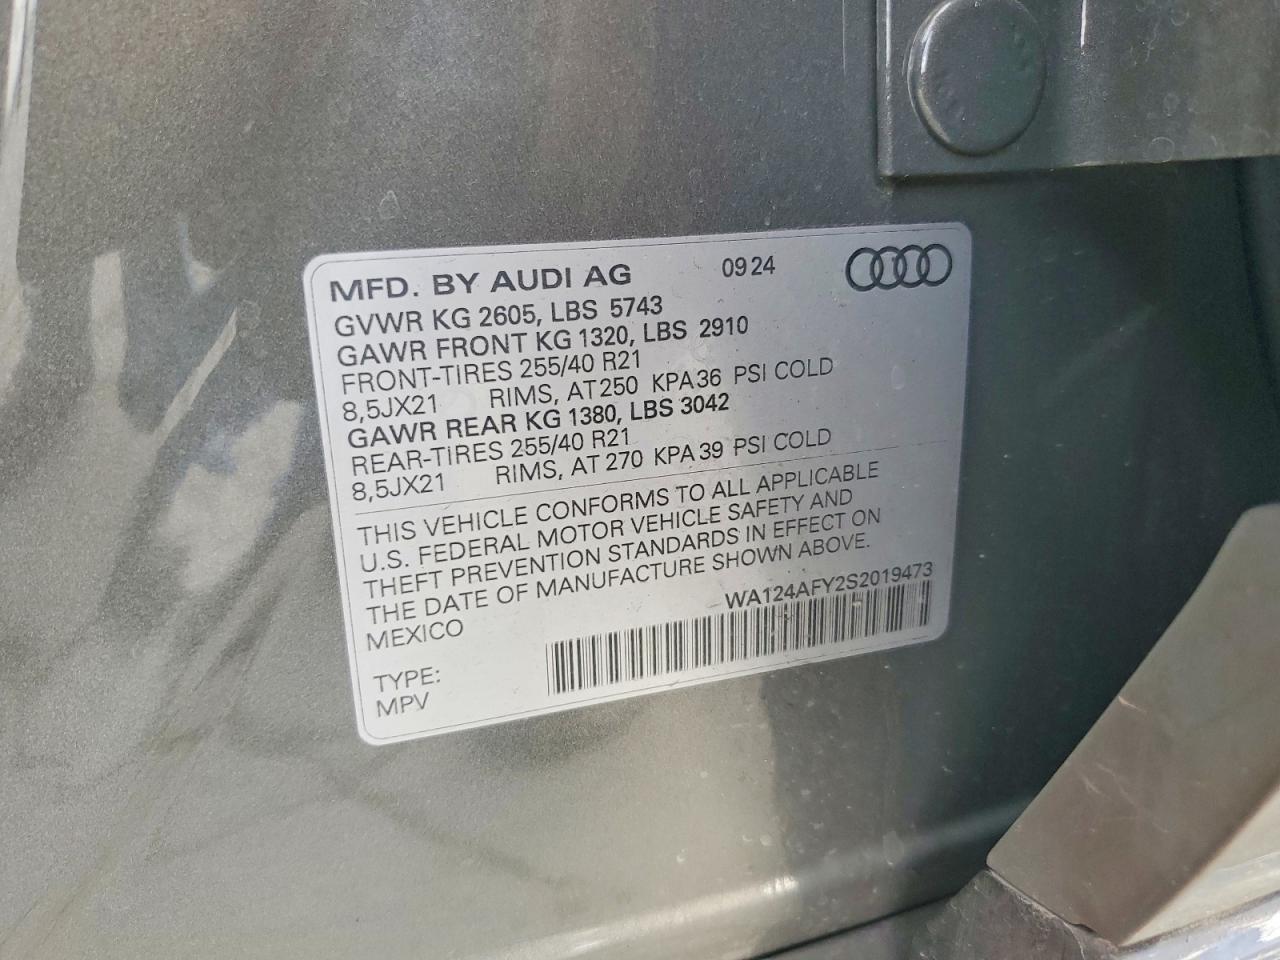 MFD. BY AUDI AG 09 24
GVWR KG 2605, LBS 5743
GAWR FRONT KG 1320, LBS 2910
FRONT-TIRES 255/40 R21
8,5JX21 RIMS, AT 250 KPA 36 PSI COLD
GAWR REAR KG 1380, LBS 3042
REAR-TIRES 255/40 R21
8,5JX21 RIMS, AT 270 KPA 39 PSI COLD
THIS VEHICLE CONFORMS TO ALL APPLICABLE
U.S. FEDERAL MOTOR VEHICLE SAFETY AND
THEFT PREVENTION STANDARDS IN EFFECT ON
THE DATE OF MANUFACTURE SHOWN ABOVE.
MEXICO WA124AFY2S2019473
TYPE:
MPV